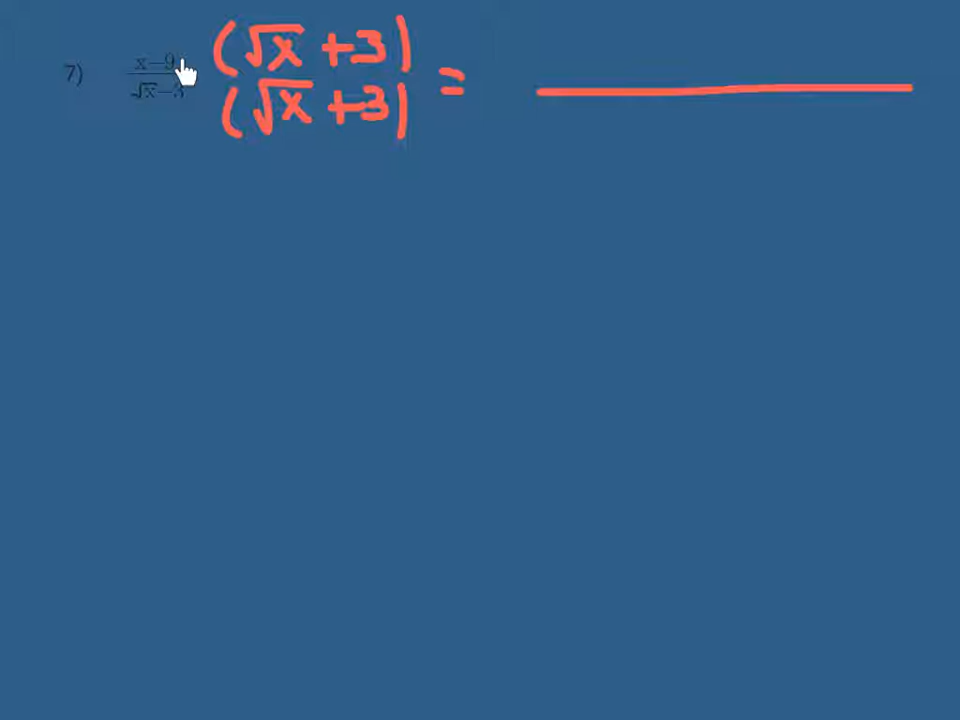 7) x−9 (√x +3)
√x−3 (√x +3) =